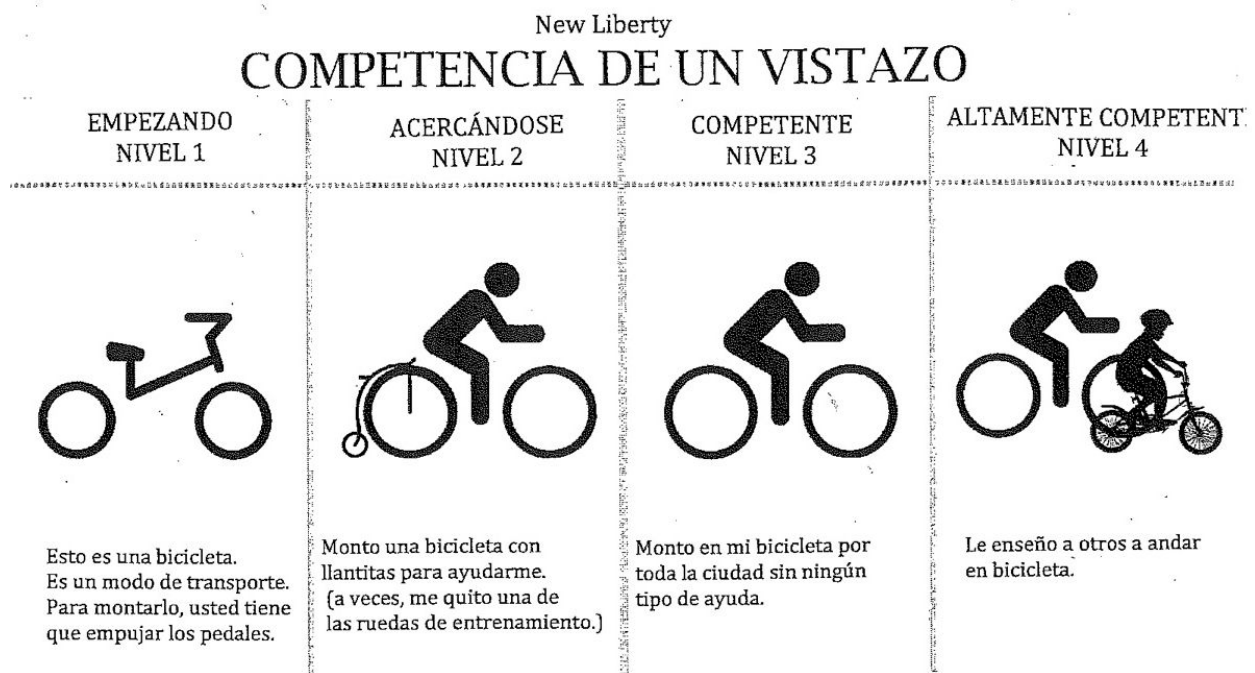 New Liberty
COMPETENCIA DE UN VISTAZO
EMPEZANDO
NIVEL 1
ACERCÁNDOSE
NIVEL 2
COMPETENTE
NIVEL 3
ALTAMENTE COMPETENT
NIVEL 4
Esto es una bicicleta.
Es un modo de transporte.
Para montarlo, usted tiene
que empujar los pedales.
Monto una bicicleta con
llantitas para ayudarme.
(a veces, me quito una de
las ruedas de entrenamiento.)
Monto en mi bicicleta por
toda la ciudad sin ningún
tipo de ayuda.
Le enseño a otros a andar
en bicicleta.